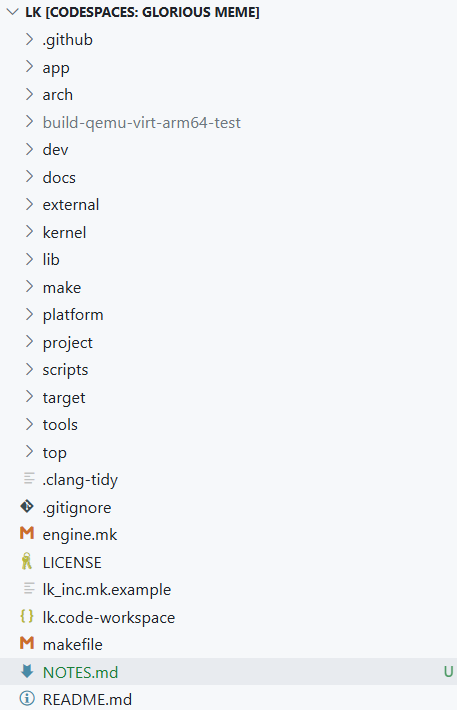 LK [CODESPACES: GLORIOUS MEME]
.github
app
arch
build-qemu-virt-arm64-test
dev
docs
external
kernel
lib
make
platform
project
scripts
target
tools
top
.clang-tidy
.gitignore
engine.mk
LICENSE
lk_inc.mk.example
lk.code-workspace
makefile
NOTES.md U
README.md